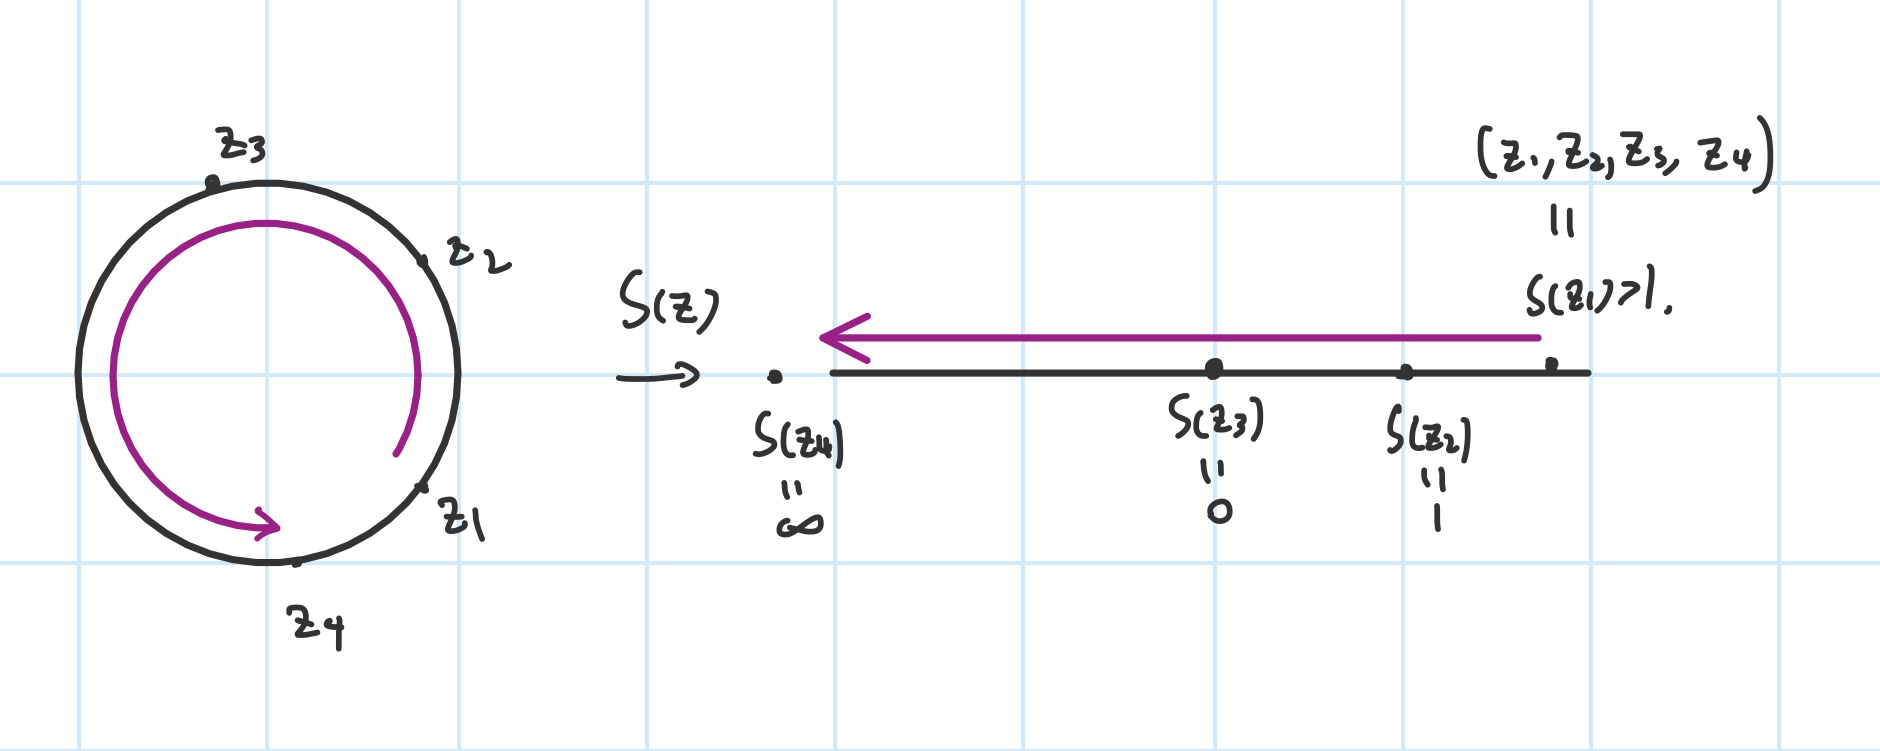 z3
z2
z1
z4
S(z)
(z1, z2, z3, z4)
=
S(z1)>1.
S(z4)
=
∞
S(z3)
=
0
S(z2)
=
1